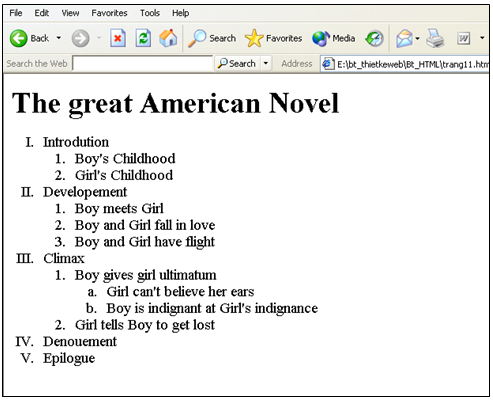 File Edit View Favorites Tools Help
Back Search Favorites Media W
Search the Web Search Address E:\bt_thietkeweb\Bt_HTML\trang11.htm
The great American Novel
I. Introdution
1. Boy's Childhood
2. Girl's Childhood
II. Developement
1. Boy meets Girl
2. Boy and Girl fall in love
3. Boy and Girl have flight
III. Climax
1. Boy gives girl ultimatum
a. Girl can't believe her ears
b. Boy is indignant at Girl's indignance
2. Girl tells Boy to get lost
IV. Denouement
V. Epilogue